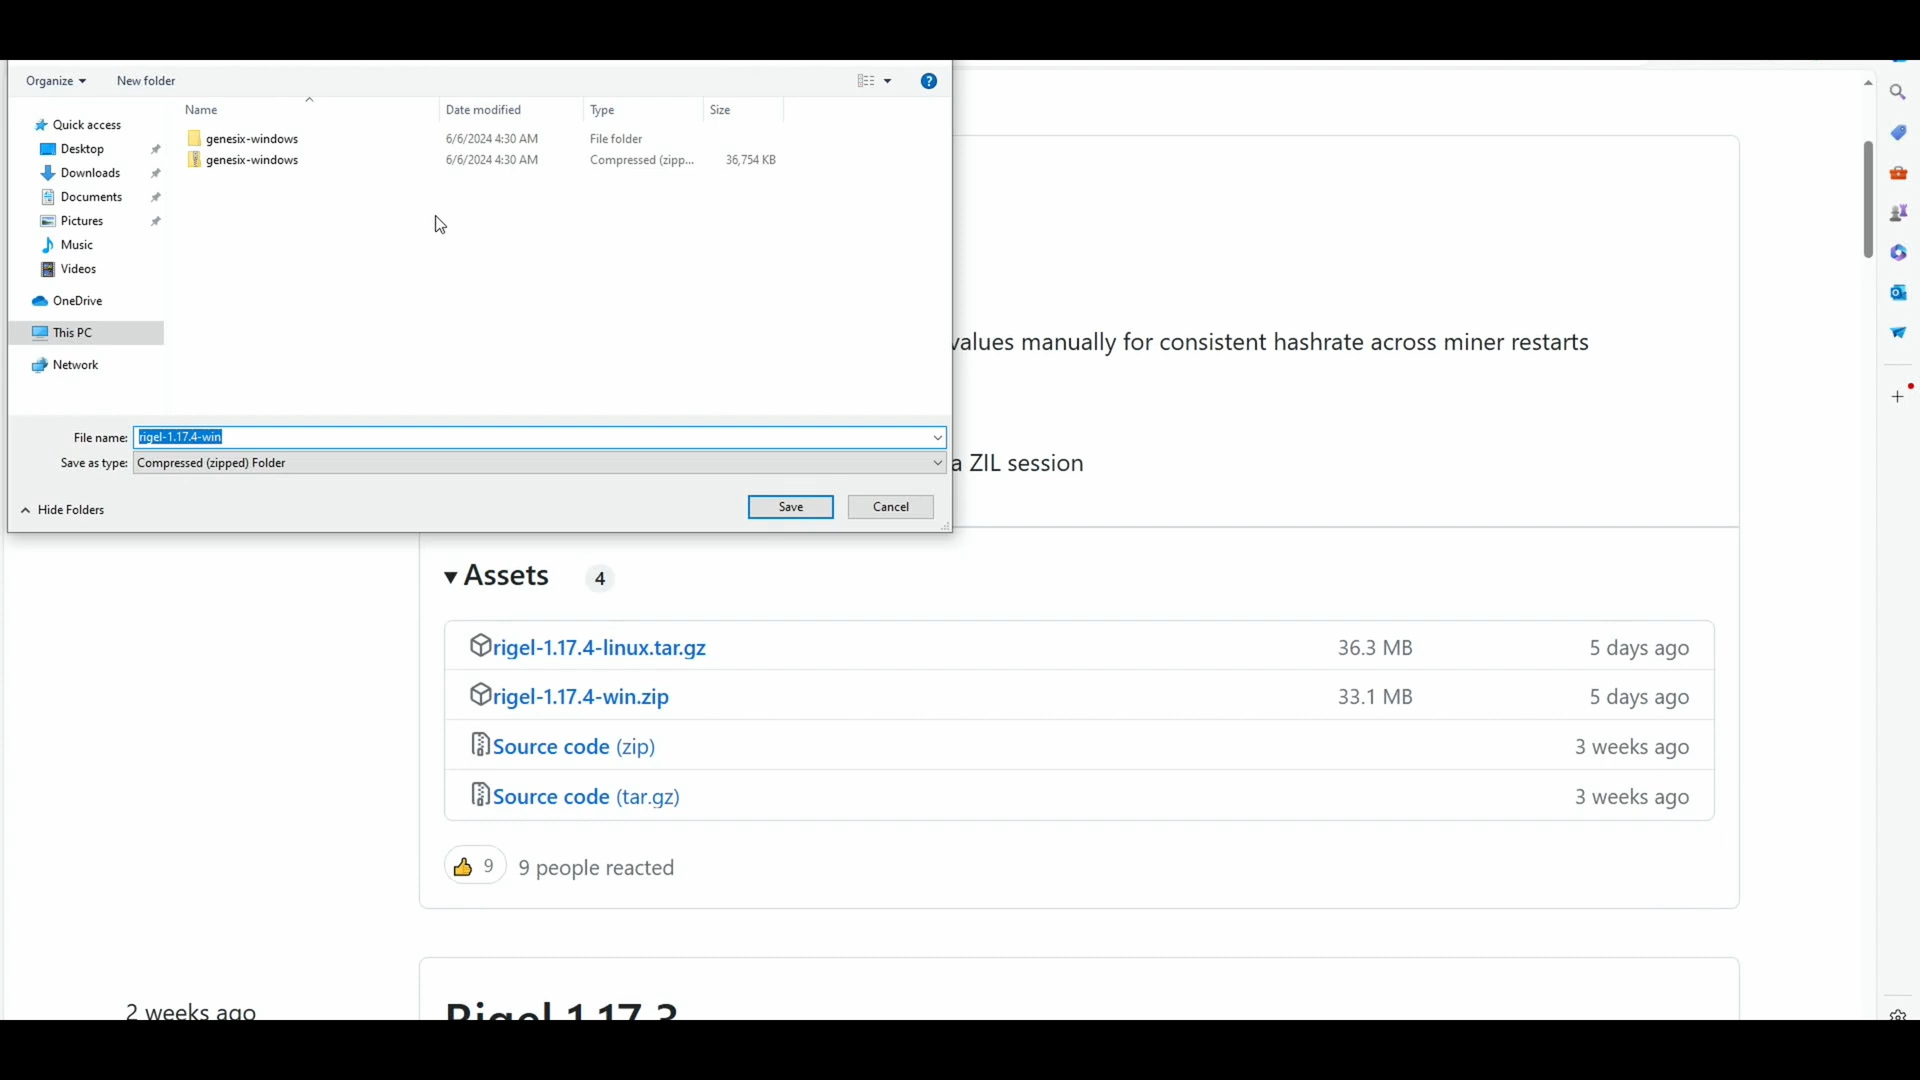 Organize New folder
Name Date modified Type Size
Quick access
Desktop
Downloads
Documents
Pictures
Music
Videos
OneDrive
This PC
Network
genesix-windows 6/6/2024 4:30 AM File folder
genesix-windows 6/6/2024 4:30 AM Compressed (zipp... 36,754 KB
File name: rigel-1.17.4-win
Save as type: Compressed (zipped) Folder
Hide Folders
Save Cancel
values manually for consistent hashrate across miner restarts
a ZIL session
Assets 4
rigel-1.17.4-linux.tar.gz 36.3 MB 5 days ago
rigel-1.17.4-win.zip 33.1 MB 5 days ago
Source code (zip) 3 weeks ago
Source code (tar.gz) 3 weeks ago
9 9 people reacted
2 weeks ago
Rigel 1.17.3